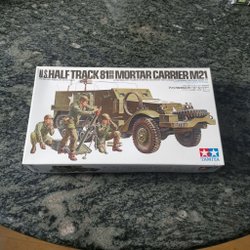 U.S. HALF TRACK 81mm MORTAR CARRIER M21
TAMIYA